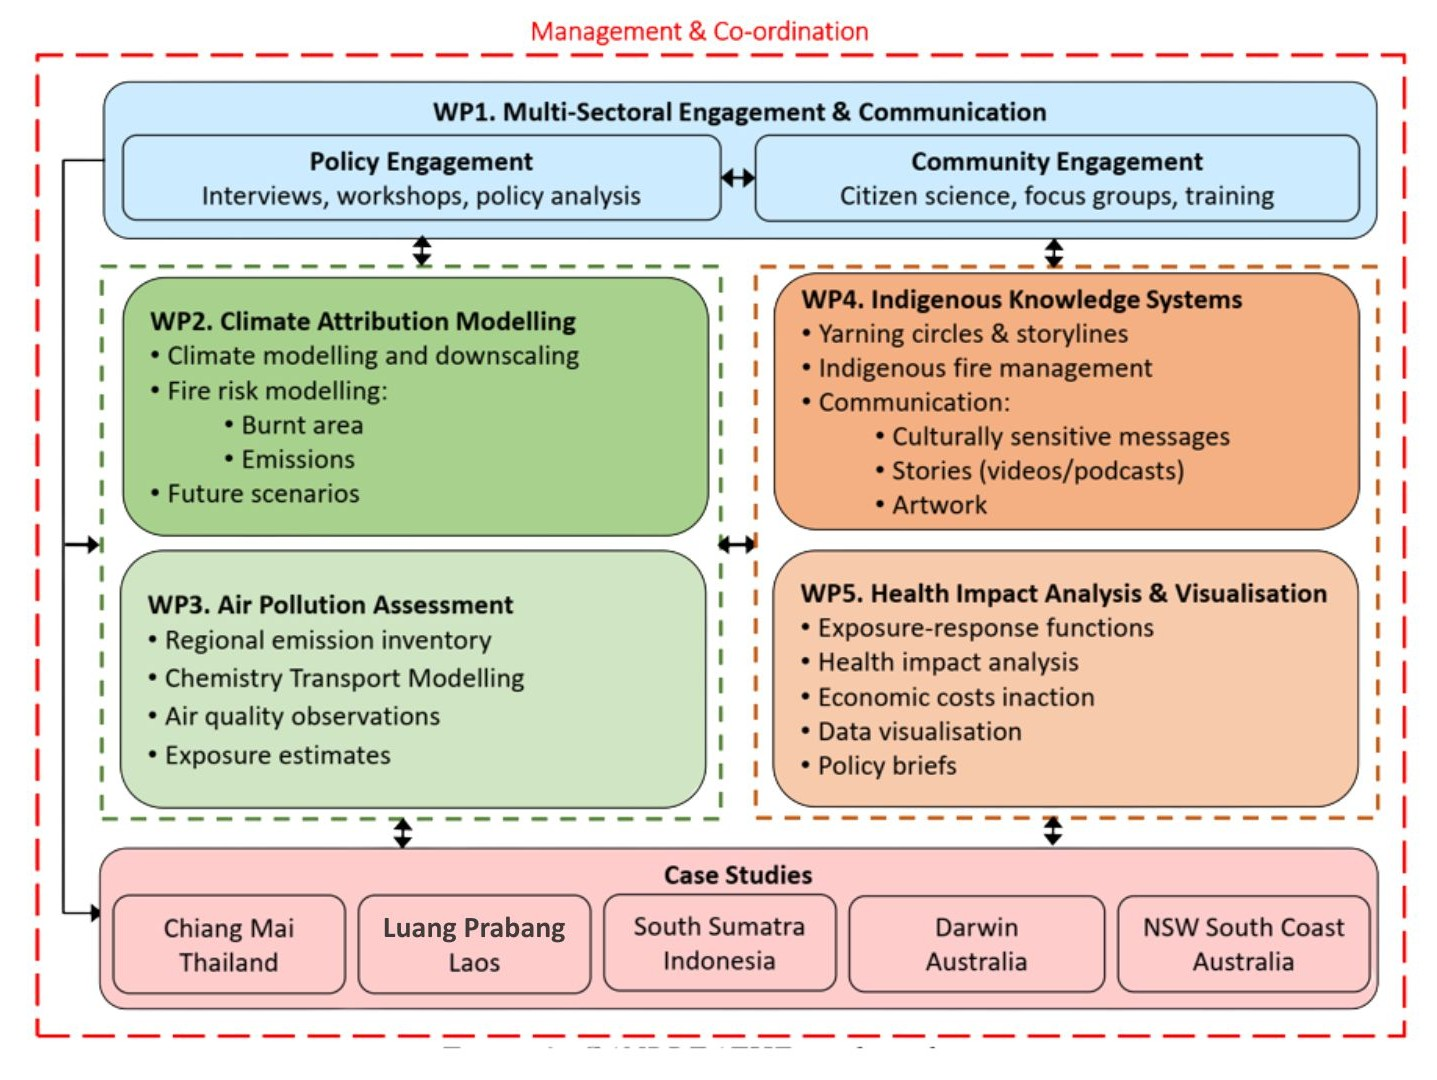 Management & Co-ordination
WP1. Multi-Sectoral Engagement & Communication
Policy Engagement
Interviews, workshops, policy analysis
Community Engagement
Citizen science, focus groups, training
WP2. Climate Attribution Modelling
• Climate modelling and downscaling
• Fire risk modelling:
• Burnt area
• Emissions
• Future scenarios
WP3. Air Pollution Assessment
• Regional emission inventory
• Chemistry Transport Modelling
• Air quality observations
• Exposure estimates
WP4. Indigenous Knowledge Systems
• Yarning circles & storylines
• Indigenous fire management
• Communication:
• Culturally sensitive messages
• Stories (videos/podcasts)
• Artwork
WP5. Health Impact Analysis & Visualisation
• Exposure-response functions
• Health impact analysis
• Economic costs inaction
• Data visualisation
• Policy briefs
Case Studies
Chiang Mai
Thailand
Luang Prabang
Laos
South Sumatra
Indonesia
Darwin
Australia
NSW South Coast
Australia